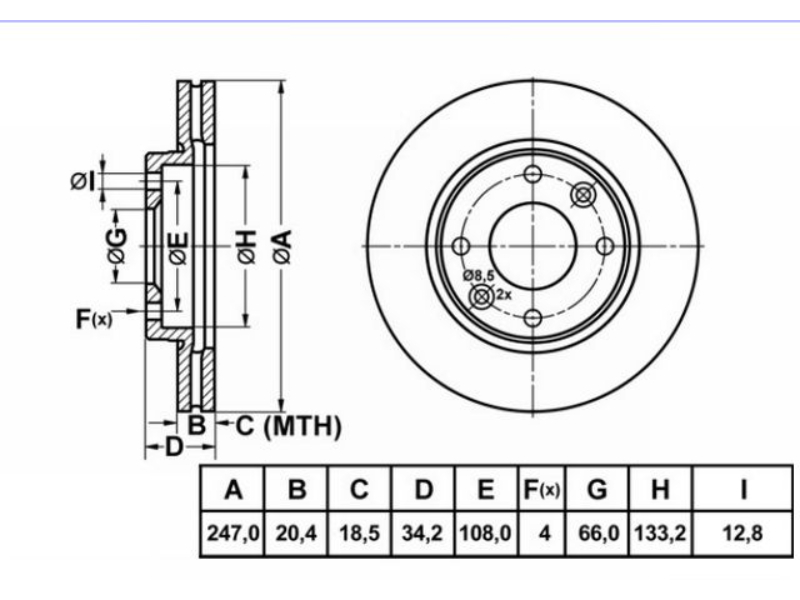 ØI
ØG
ØE
ØH
ØA
F(x)
B
C (MTH)
D
Ø8,5
2x
A B C D E F(x) G H I
247,0 20,4 18,5 34,2 108,0 4 66,0 133,2 12,8